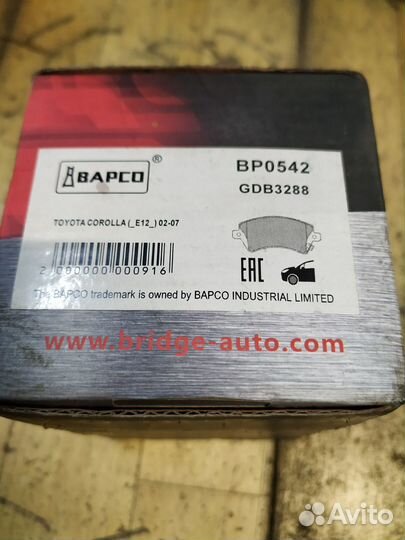 BAPCO ®
BP0542
GDB3288
TOYOTA COROLLA (_E12_) 02-07
2 000000 000916
EAC
The BAPCO trademark is owned by BAPCO INDUSTRIAL LIMITED
www.bridge-auto.com
Avito